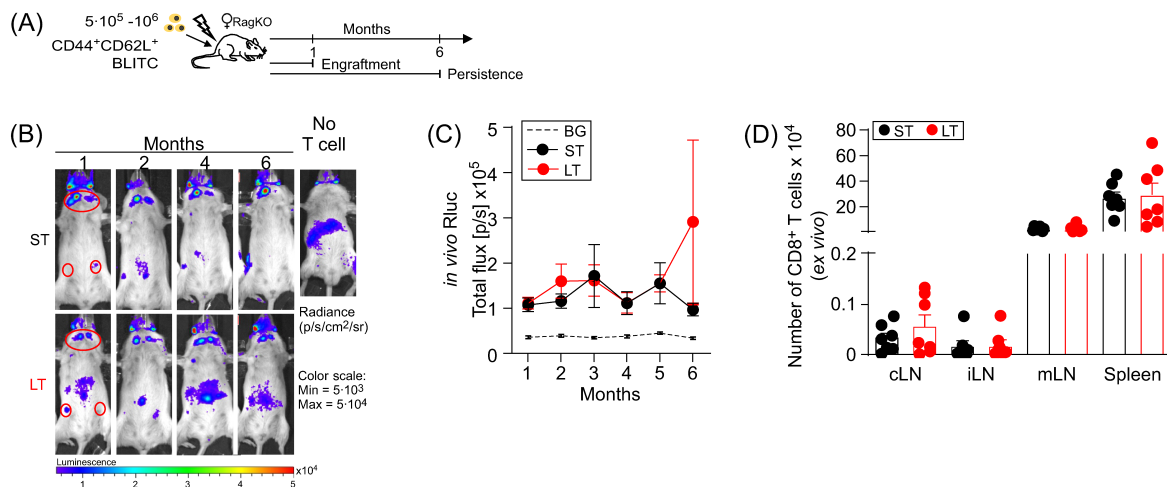 (A)
5·10⁵ -10⁶
CD44⁺CD62L⁺
BLITC
♀RagKO
Months
1
6
Engraftment
Persistence
(B)
Months
No
T cell
1
2
4
6
ST
LT
Radiance
(p/s/cm²/sr)
Color scale:
Min = 5·10³
Max = 5·10⁴
Luminescence
1
2
3
4
5
x10⁴
(C)
BG
ST
LT
in vivo Rluc
Total flux [p/s] x10⁵
5
4
3
2
1
0
1
2
3
4
5
6
Months
(D)
ST
LT
Number of CD8⁺ T cells x 10⁴
(ex vivo)
80
60
40
20
0.2
0.1
0
cLN
iLN
mLN
Spleen